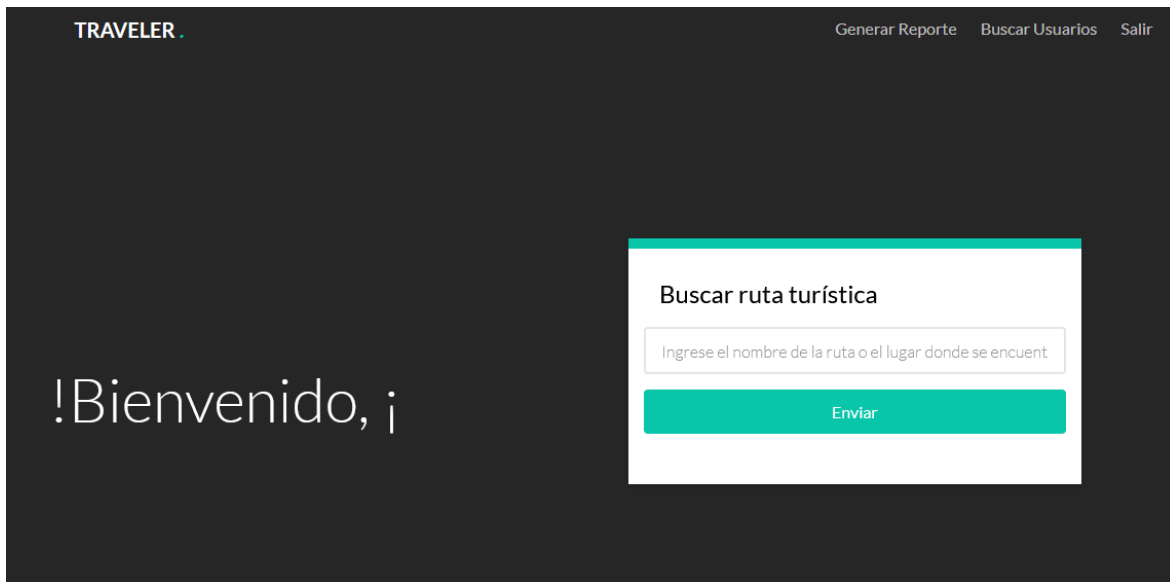 TRAVELER .
Generar Reporte Buscar Usuarios Salir
!Bienvenido, ¡
Buscar ruta turística
Ingrese el nombre de la ruta o el lugar donde se encuent
Enviar